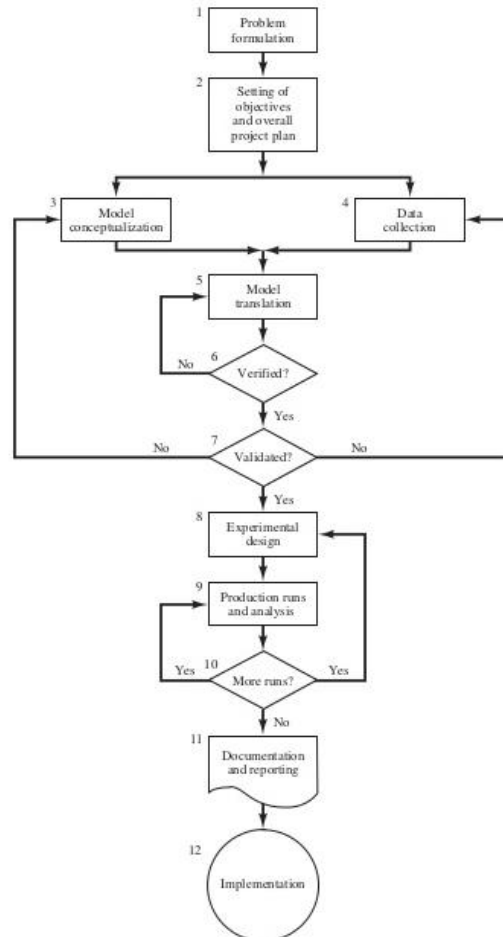 1
Problem
formulation
2
Setting of
objectives
and overall
project plan
3
Model
conceptualization
4
Data
collection
5
Model
translation
6
No
Verified?
Yes
7
No
Validated?
No
Yes
8
Experimental
design
9
Production runs
and analysis
10
Yes
More runs?
Yes
No
11
Documentation
and reporting
12
Implementation